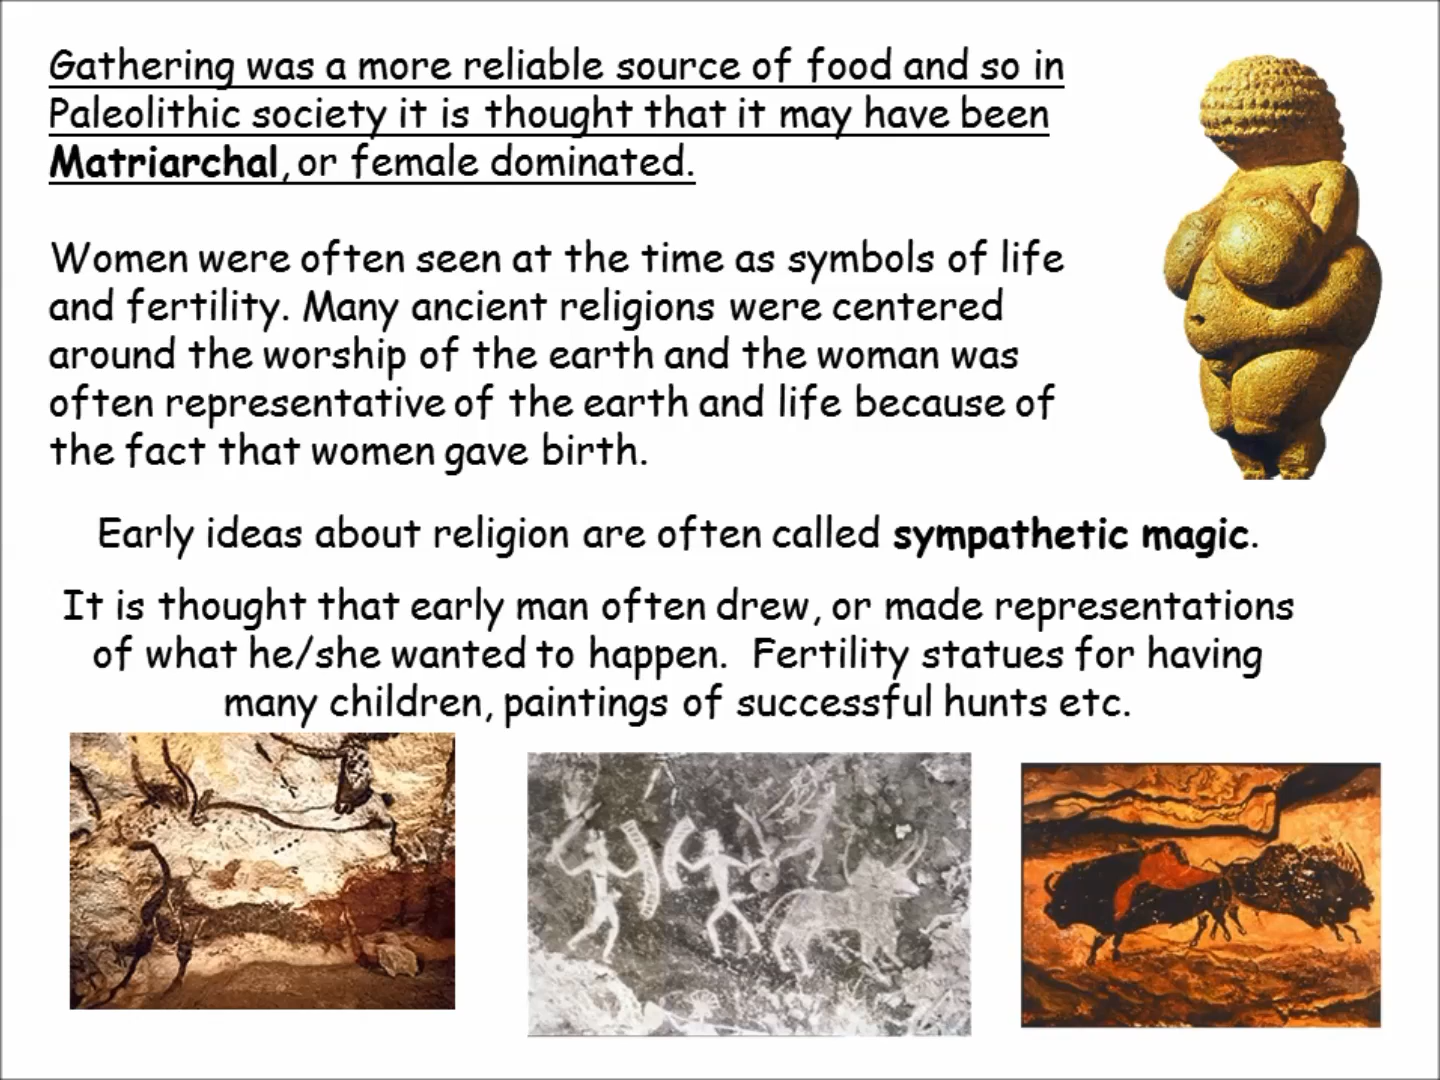 Gathering was a more reliable source of food and so in
Paleolithic society it is thought that it may have been
Matriarchal, or female dominated.
Women were often seen at the time as symbols of life
and fertility. Many ancient religions were centered
around the worship of the earth and the woman was
often representative of the earth and life because of
the fact that women gave birth.
Early ideas about religion are often called sympathetic magic.
It is thought that early man often drew, or made representations
of what he/she wanted to happen. Fertility statues for having
many children, paintings of successful hunts etc.